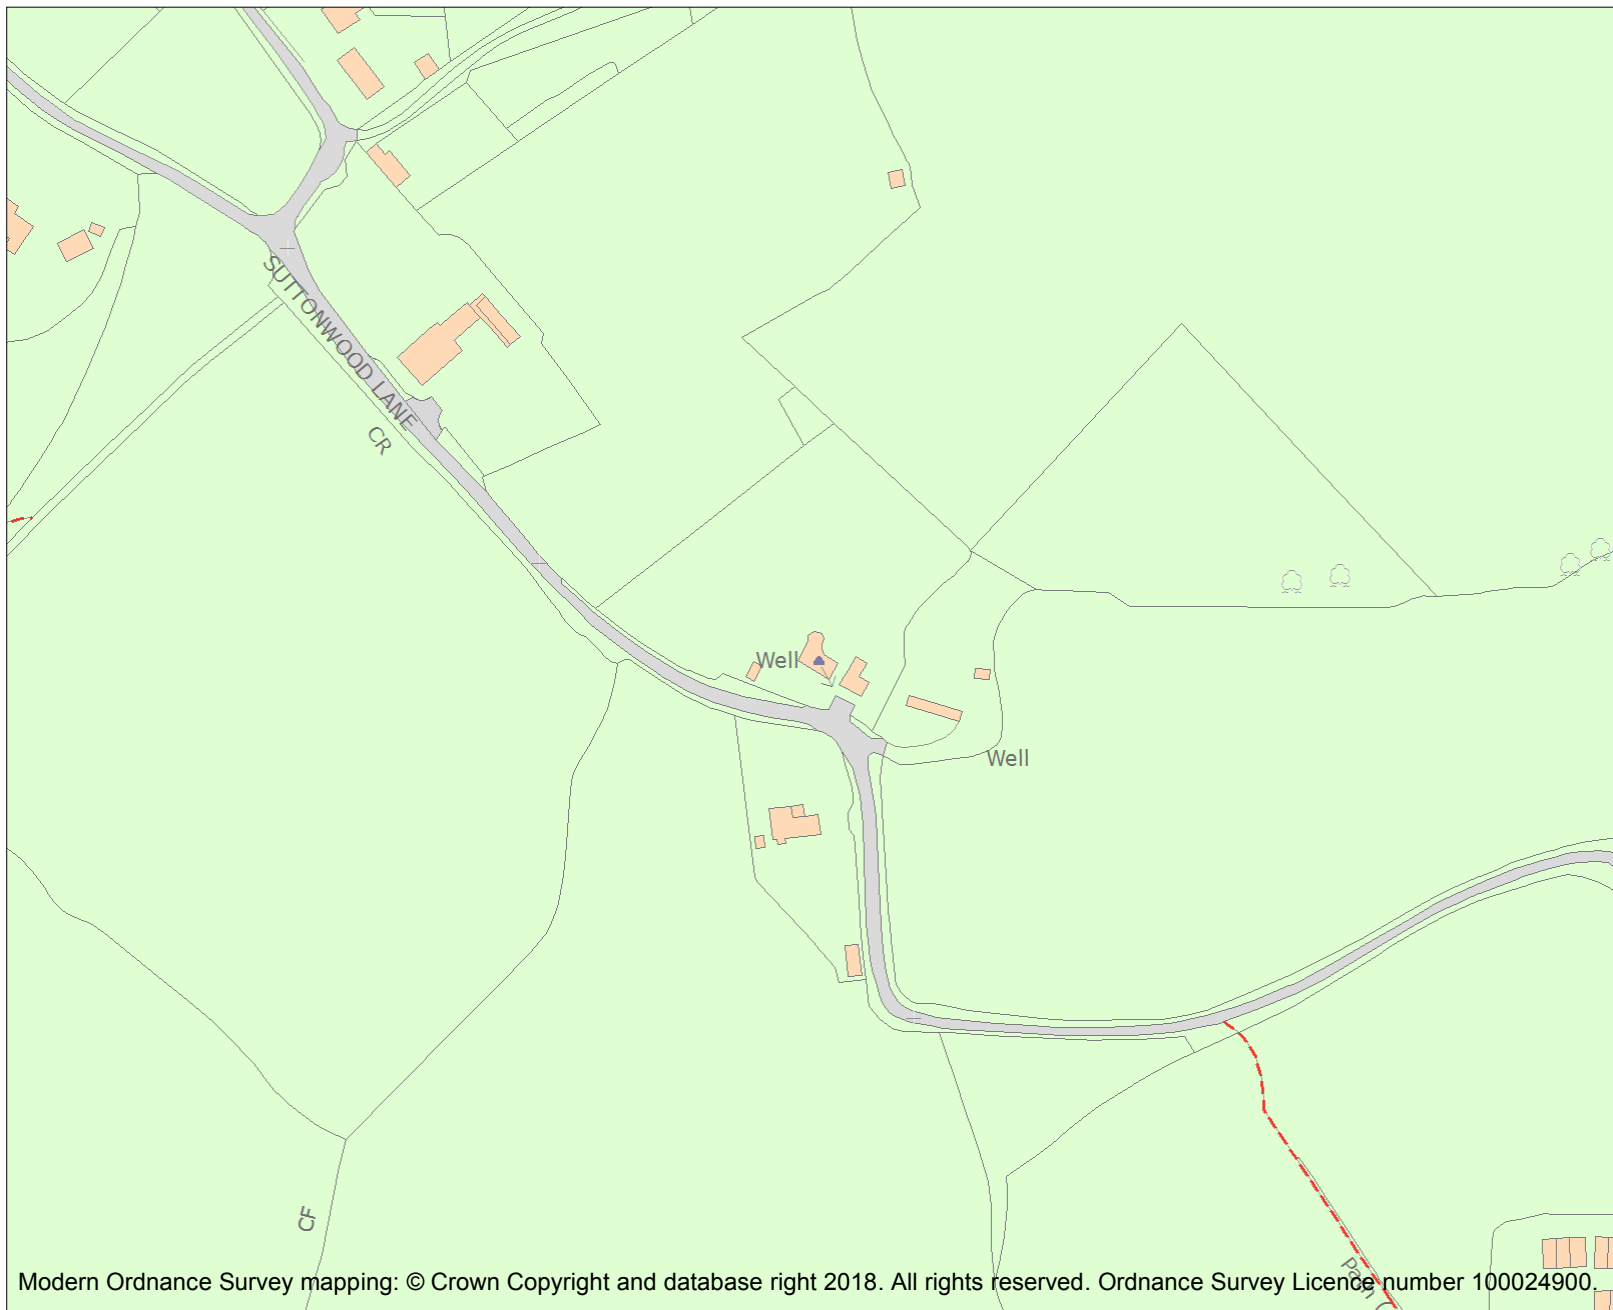 SUTTONWOOD LANE
CR
Well
Well
CF
Path (
Modern Ordnance Survey mapping: © Crown Copyright and database right 2018. All rights reserved. Ordnance Survey Licence number 100024900.